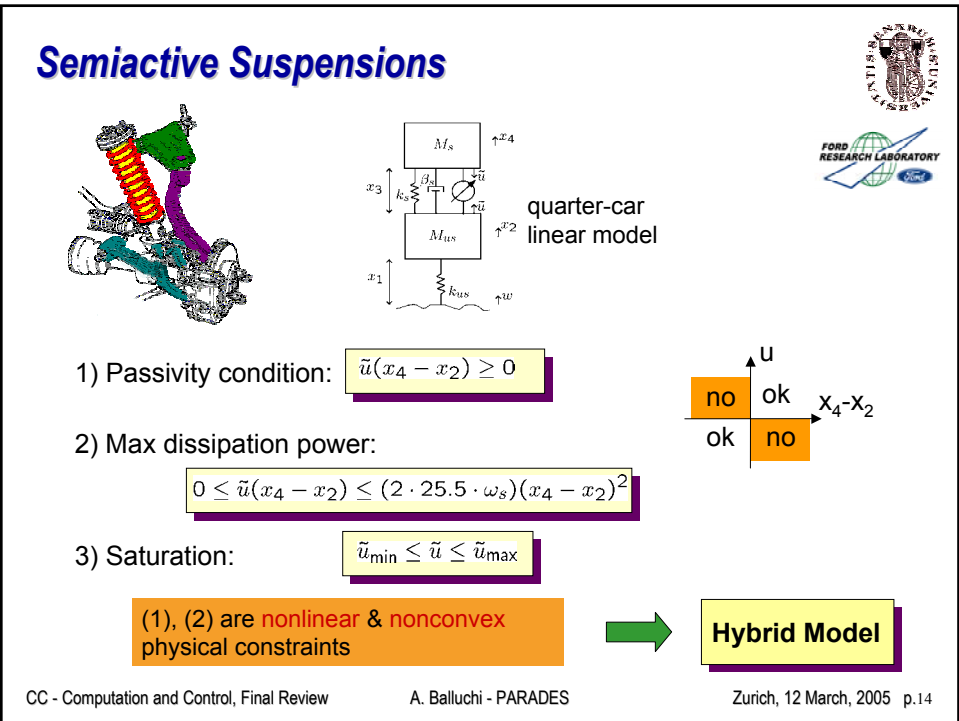 Semiactive Suspensions
FORD
RESEARCH LABORATORY
Ford
M_s
↑x_4
x_3
k_s
β_s
ũ
ũ
M_us
↑x_2
x_1
k_us
↑w
quarter-car
linear model
1) Passivity condition:
ũ(x_4 − x_2) ≥ 0
u
no
ok
x_4-x_2
ok
no
2) Max dissipation power:
0 ≤ ũ(x_4 − x_2) ≤ (2 · 25.5 · ω_s)(x_4 − x_2)^2
3) Saturation:
ũ_min ≤ ũ ≤ ũ_max
(1), (2) are nonlinear & nonconvex
physical constraints
Hybrid Model
CC - Computation and Control, Final Review A. Balluchi - PARADES Zurich, 12 March, 2005 p.14